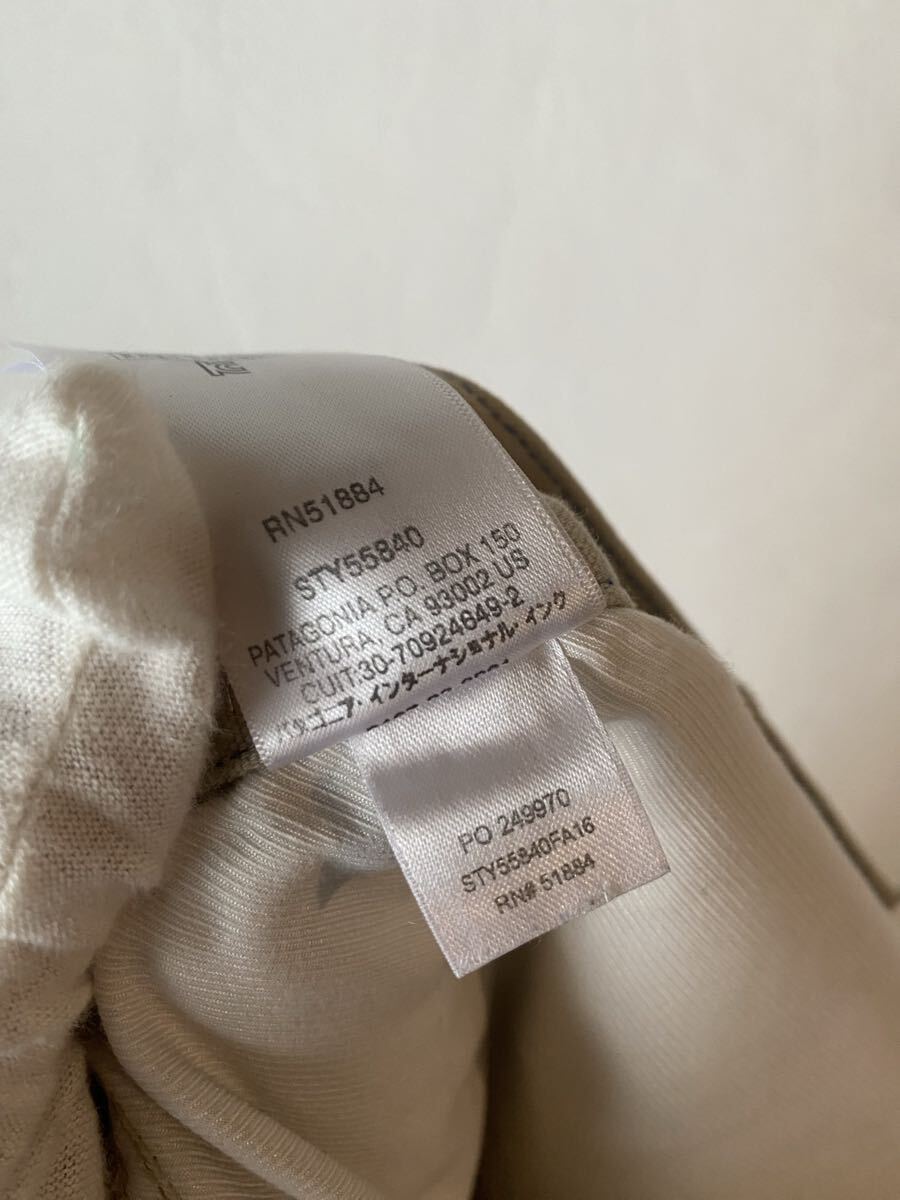 RN51884
STY55840
PATAGONIA P.O. BOX 150
VENTURA, CA 93002 US
CUIT.30-70924849-2
パタゴニア・インターナショナル・インク
PO 249970
STY55840FA16
RN# 51884